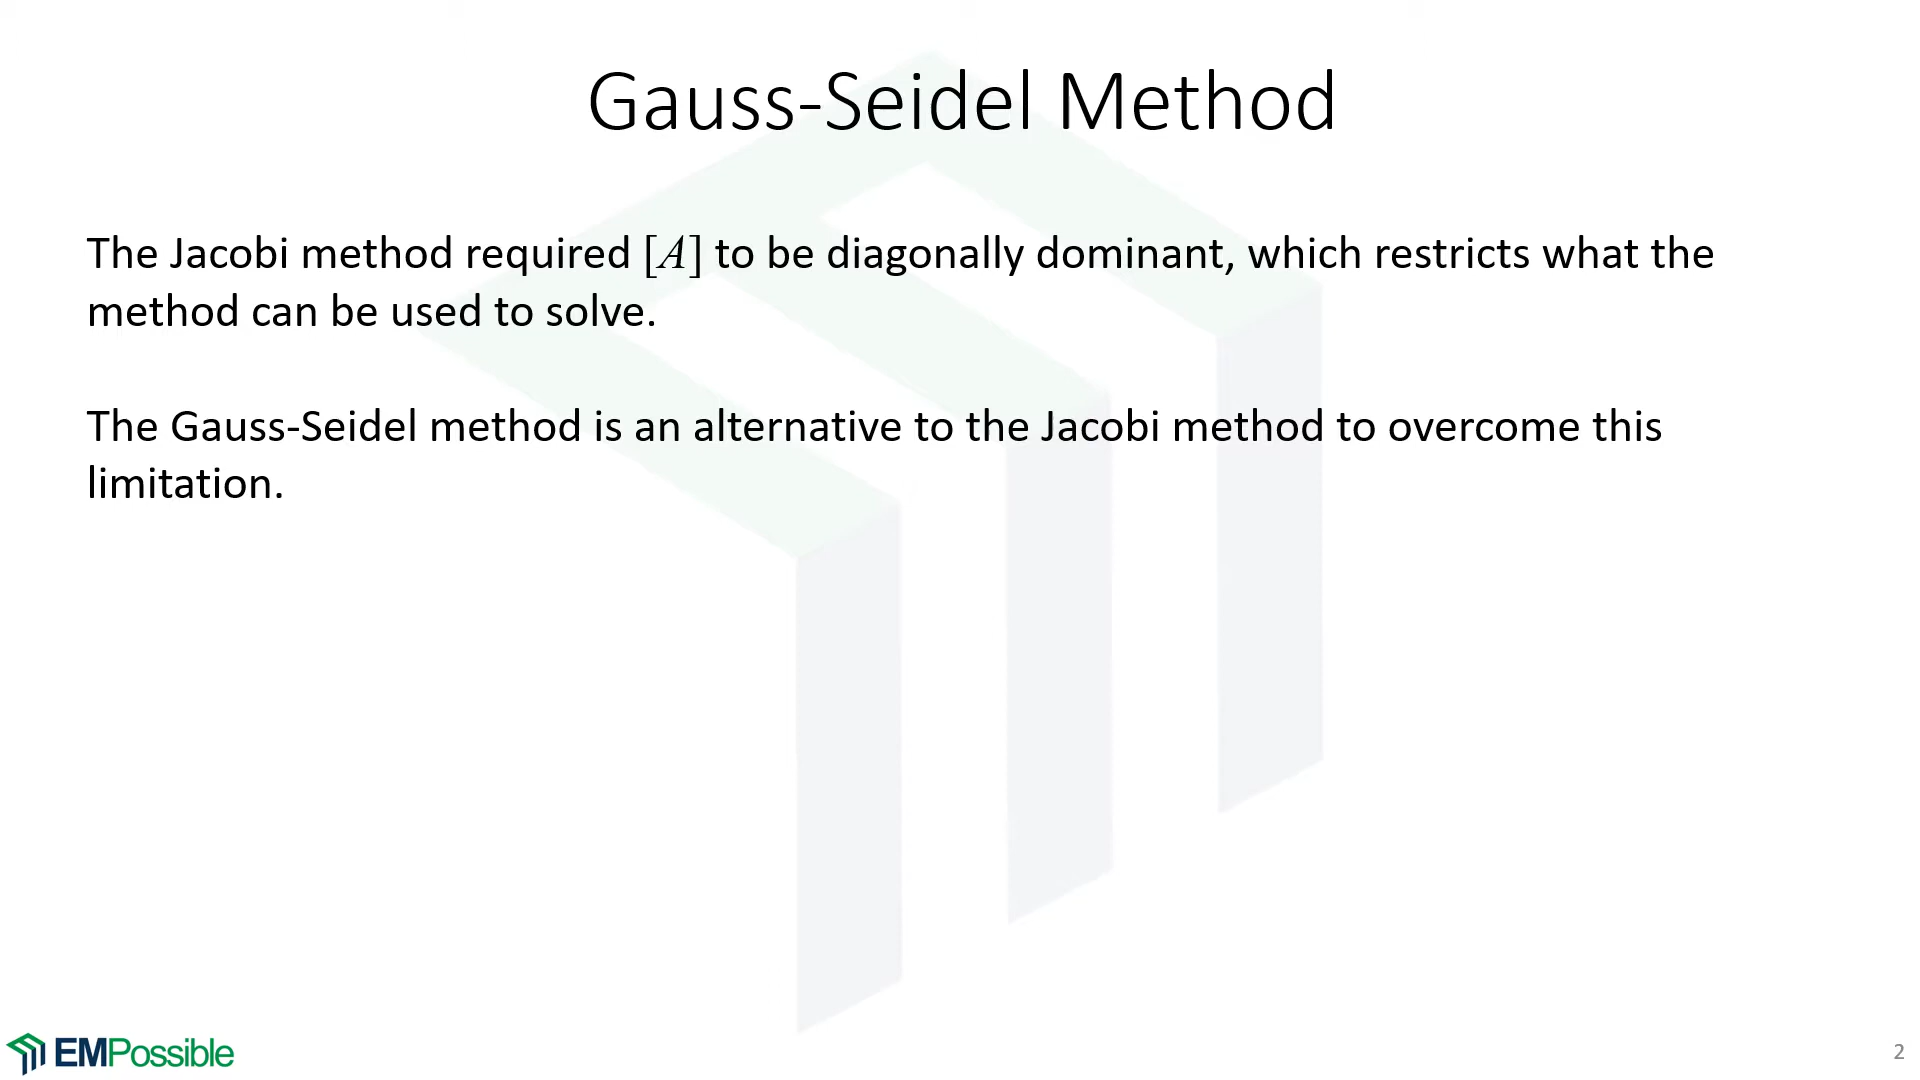 Gauss-Seidel Method
The Jacobi method required [A] to be diagonally dominant, which restricts what the
method can be used to solve.
The Gauss-Seidel method is an alternative to the Jacobi method to overcome this
limitation.
EMPossible
2